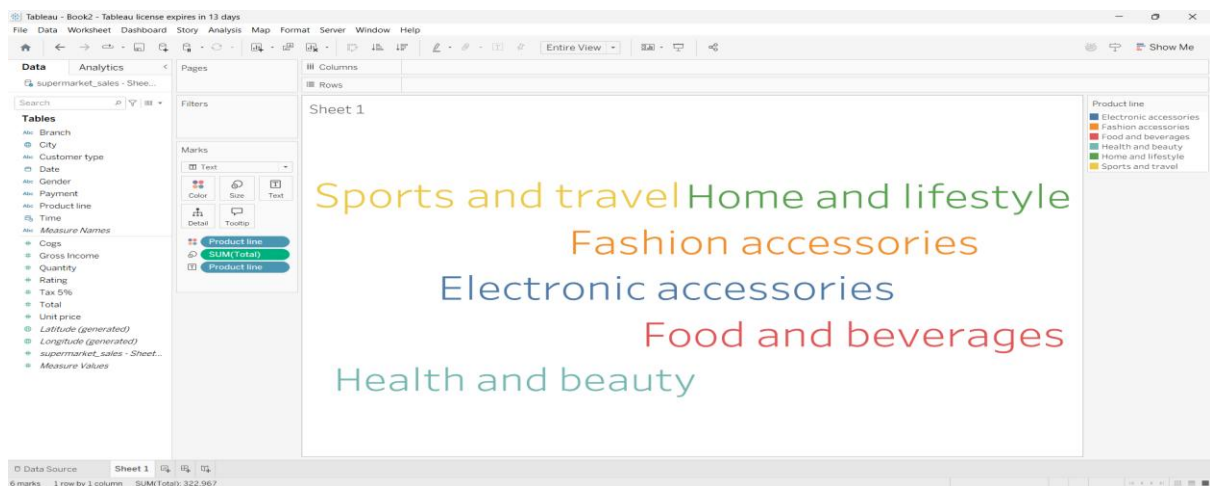 Tableau - Book2 - Tableau license expires in 13 days
File Data Worksheet Dashboard Story Analysis Map Format Server Window Help
Entire View
Show Me
Data Analytics
supermarket_sales - Shee...
Search
Tables
Abc Branch
City
Abc Customer type
Date
Abc Gender
Abc Payment
Abc Product line
Time
Abc Measure Names
Cogs
Gross Income
Quantity
Rating
Tax 5%
Total
Unit price
Latitude (generated)
Longitude (generated)
supermarket_sales - Sheet...
Measure Values
Pages
Filters
Marks
Text
Color Size Text
Detail Tooltip
Product line
SUM(Total)
Product line
Columns
Rows
Sheet 1
Sports and travel Home and lifestyle
Fashion accessories
Electronic accessories
Food and beverages
Health and beauty
Product line
Electronic accessories
Fashion accessories
Food and beverages
Health and beauty
Home and lifestyle
Sports and travel
Data Source Sheet 1
6 marks 1 row by 1 column SUM(Total): 322,967